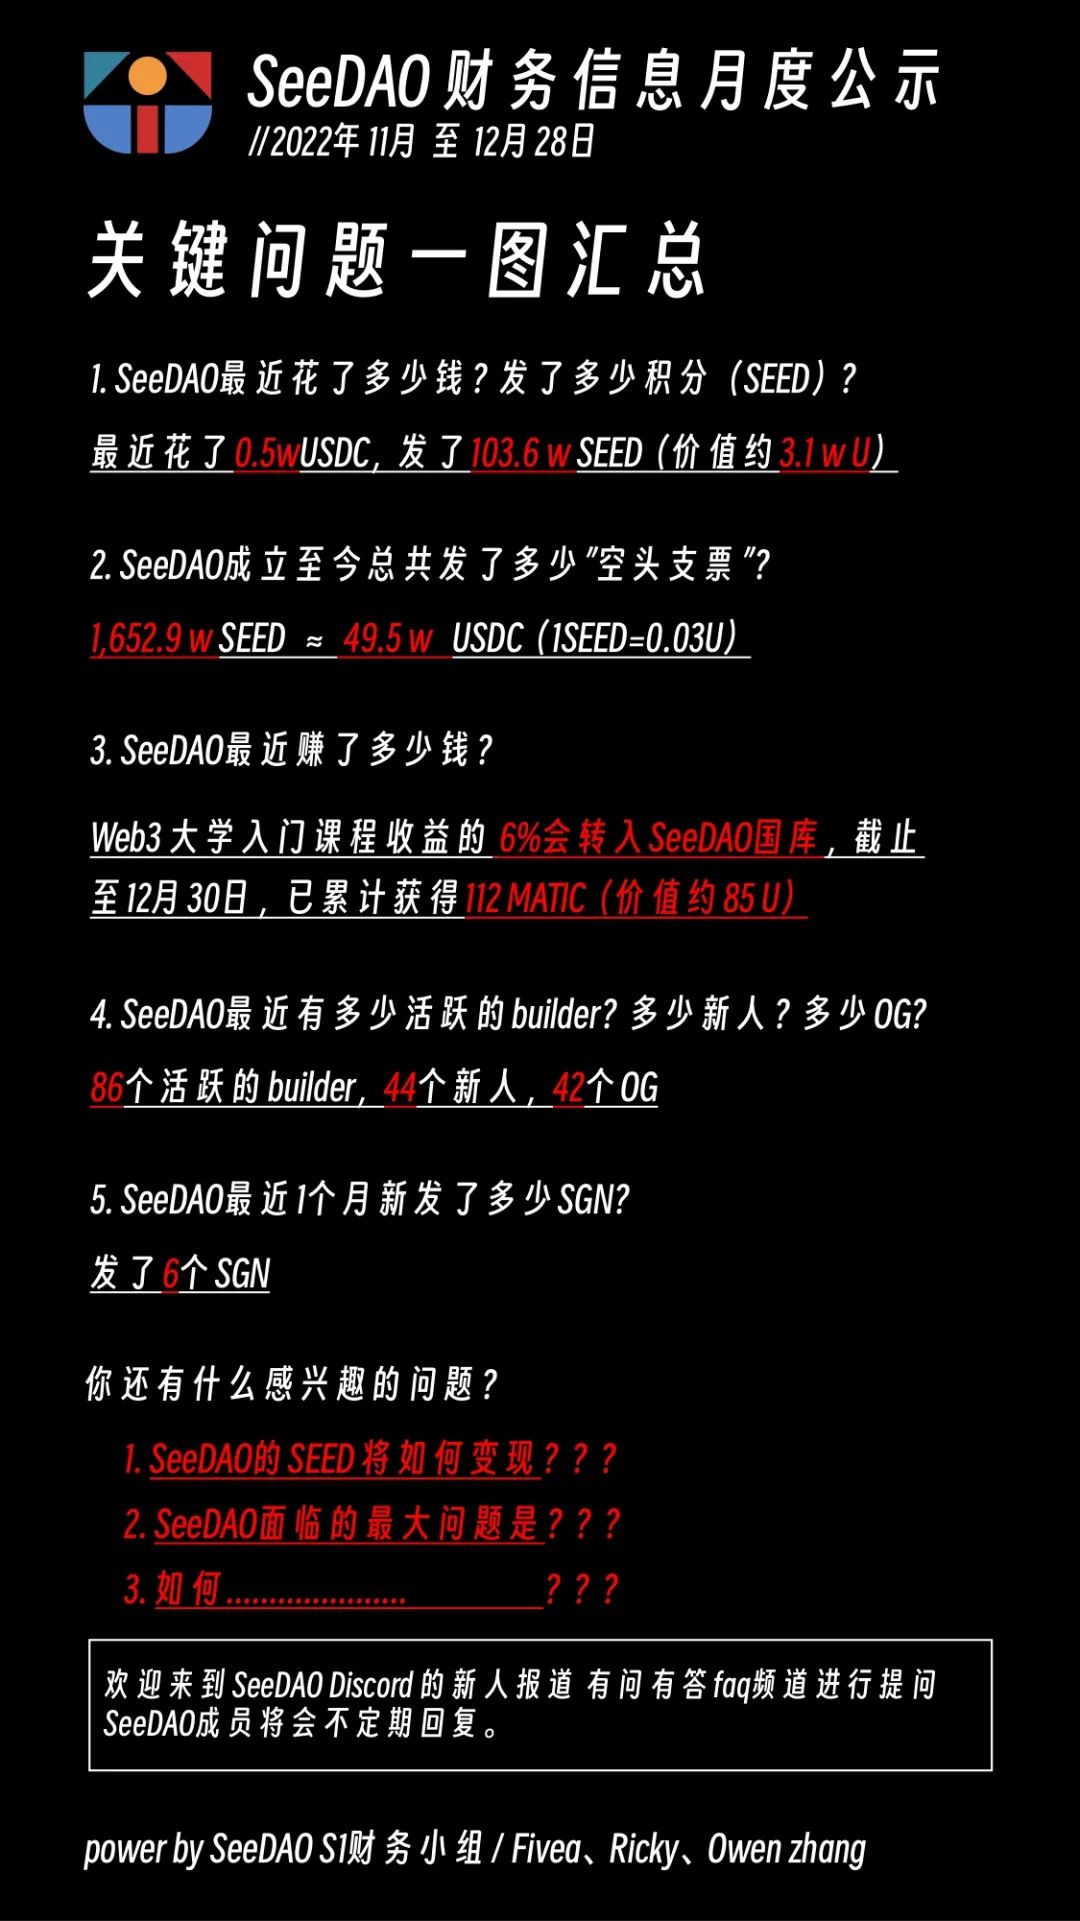 SeeDAO财务信息月度公示
//2022年 11月 至 12月 28日
关键问题一图汇总
1. SeeDAO最近花了多少钱？发了多少积分（SEED）？
最近花了0.5wUSDC，发了103.6 w SEED（价值约3.1 w U）
2. SeeDAO成立至今总共发了多少"空头支票"？
1,652.9 w SEED ≈ 49.5 w USDC（1SEED=0.03U）
3. SeeDAO最近赚了多少钱？
Web3大学入门课程收益的 6%会转入SeeDAO国库，截止
至12月30日，已累计获得112 MATIC（价值约85 U）
4. SeeDAO最近有多少活跃的builder？多少新人？多少OG？
86个活跃的builder，44个新人，42个OG
5. SeeDAO最近1个月新发了多少SGN？
发了6个SGN
你还有什么感兴趣的问题？
1. SeeDAO的SEED将如何变现？？？
2. SeeDAO面临的最大问题是？？？
3. 如何..................... ？？？
欢迎来到SeeDAO Discord的新人报道 有问有答faq频道进行提问
SeeDAO成员将会不定期回复。
power by SeeDAO S1财务小组 / Fivea、Ricky、Owen zhang